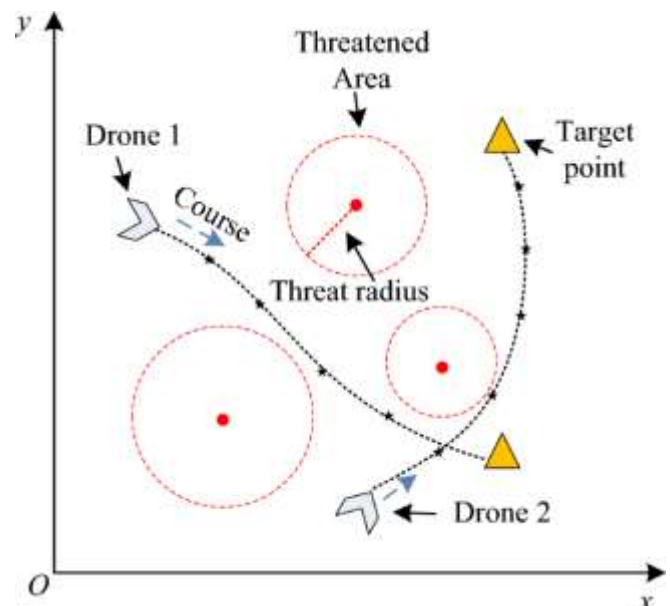 y
Threatened
Area
Drone 1
Target
point
Course
Threat radius
Drone 2
O
x